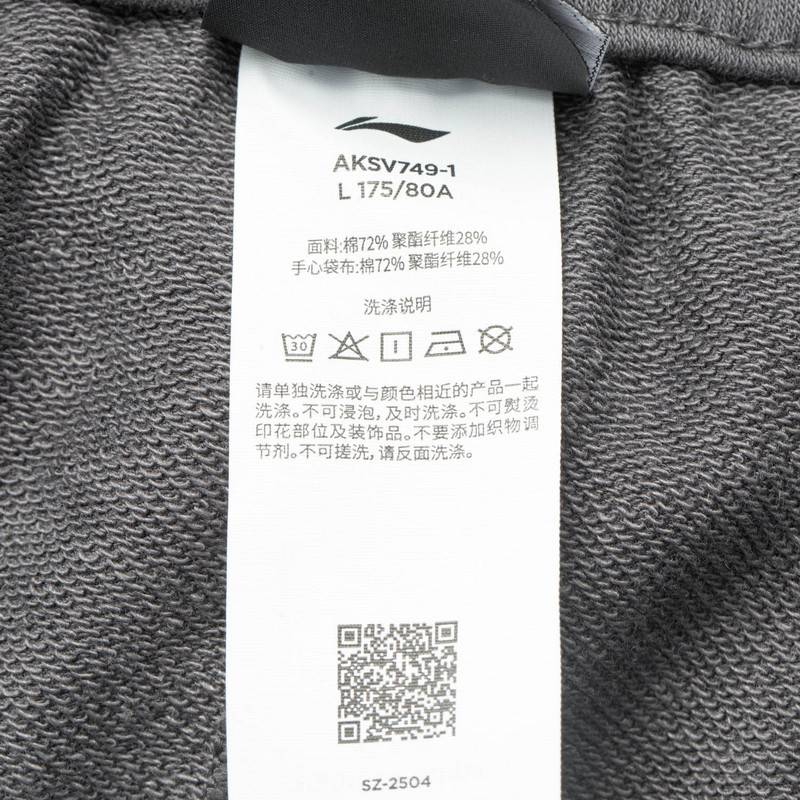 AKSV749-1
L 175/80A
面料:棉72% 聚酯纤维28%
手心袋布:棉72% 聚酯纤维28%
洗涤说明
30
请单独洗涤或与颜色相近的产品一起
洗涤。不可浸泡,及时洗涤。不可熨烫
印花部位及装饰品。不要添加织物调
节剂。不可搓洗,请反面洗涤。
SZ-2504